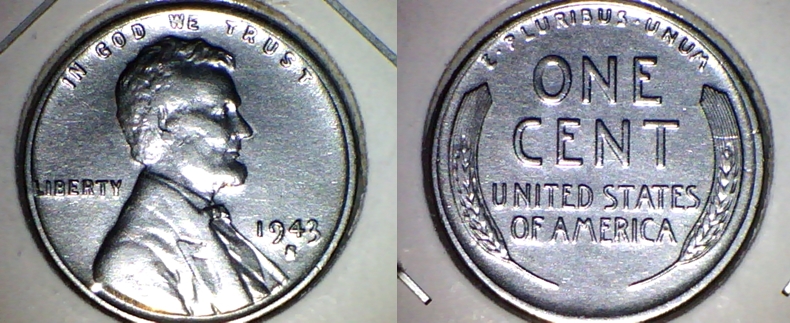 IN GOD WE TRUST
LIBERTY
1943
S
E·PLURIBUS·UNUM
ONE
CENT
UNITED STATES
OF AMERICA